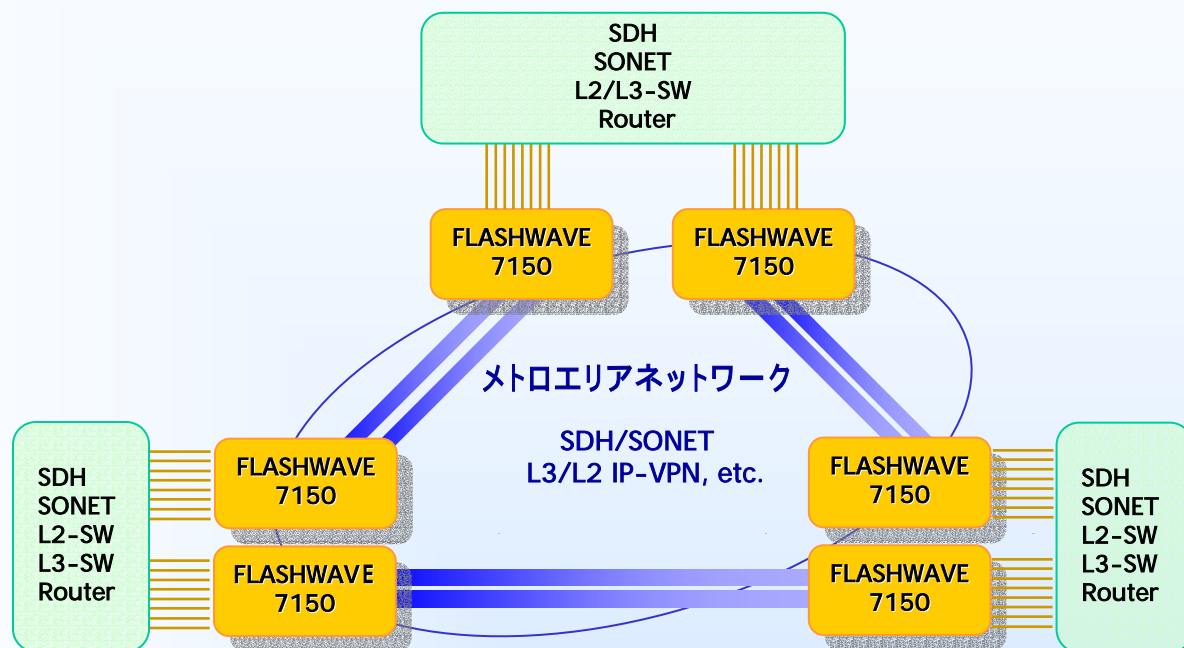 SDH
SONET
L2/L3-SW
Router
FLASHWAVE
7150
FLASHWAVE
7150
メトロエリアネットワーク
SDH/SONET
L3/L2 IP-VPN, etc.
SDH
SONET
L2-SW
L3-SW
Router
FLASHWAVE
7150
FLASHWAVE
7150
FLASHWAVE
7150
FLASHWAVE
7150
SDH
SONET
L2-SW
L3-SW
Router